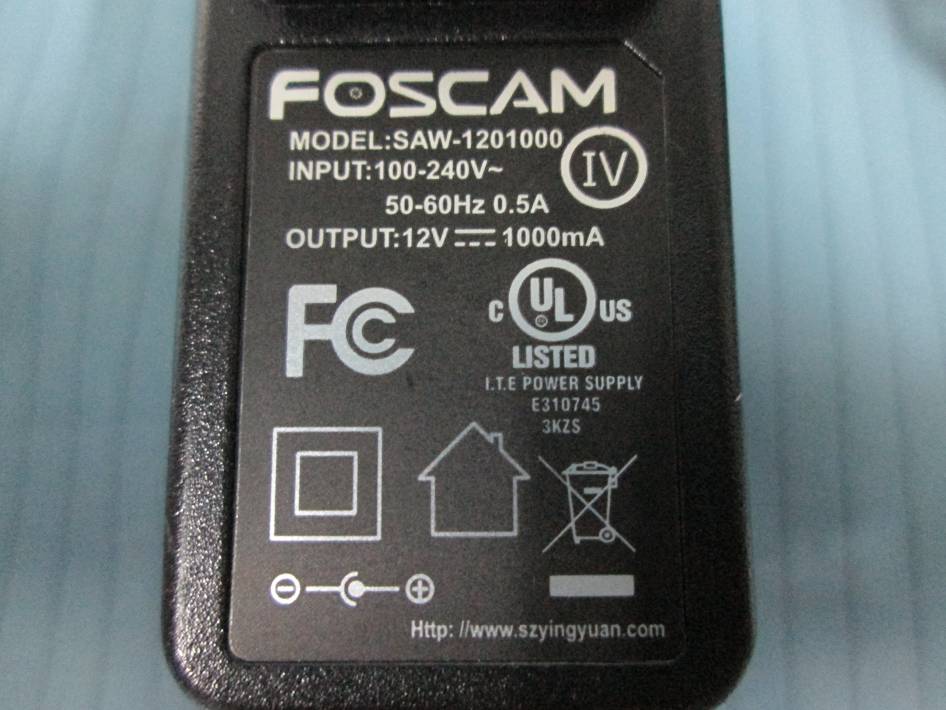 FOSCAM
MODEL:SAW-1201000
INPUT:100-240V~
IV
50-60Hz 0.5A
OUTPUT:12V ⎓ 1000mA
FC
C UL US
LISTED
I.T.E POWER SUPPLY
E310745
3KZS
Http: //www.szyingyuan.com